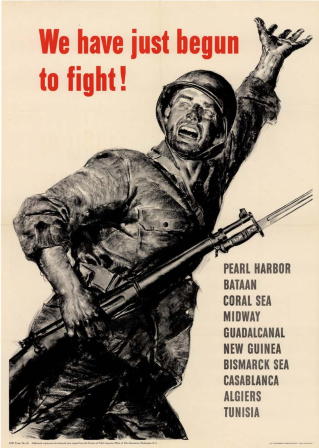 We have just begun
to fight!
PEARL HARBOR
BATAAN
CORAL SEA
MIDWAY
GUADALCANAL
NEW GUINEA
BISMARCK SEA
CASABLANCA
ALGIERS
TUNISIA